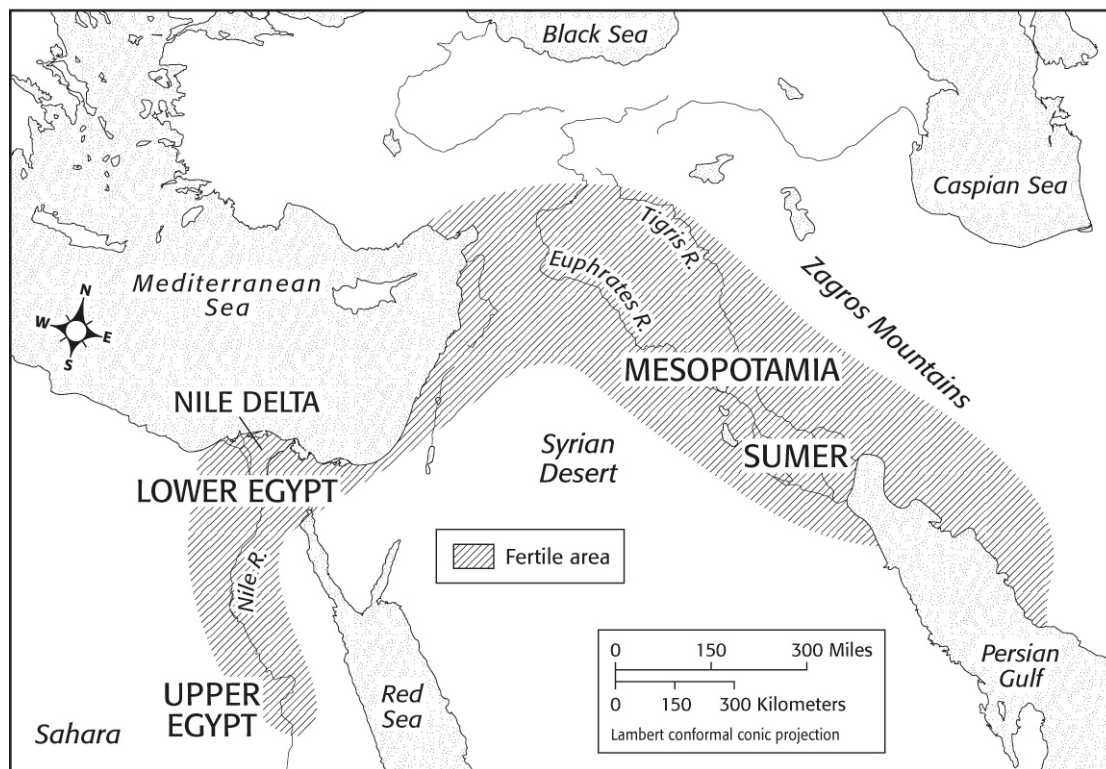 Black Sea
Caspian Sea
Tigris R.
Euphrates R.
Zagros Mountains
Mediterranean
Sea
N
W
E
S
MESOPOTAMIA
NILE DELTA
Syrian
Desert
SUMER
LOWER EGYPT
Fertile area
Nile R.
0 150 300 Miles
0 150 300 Kilometers
Lambert conformal conic projection
Persian
Gulf
UPPER
EGYPT
Red
Sea
Sahara